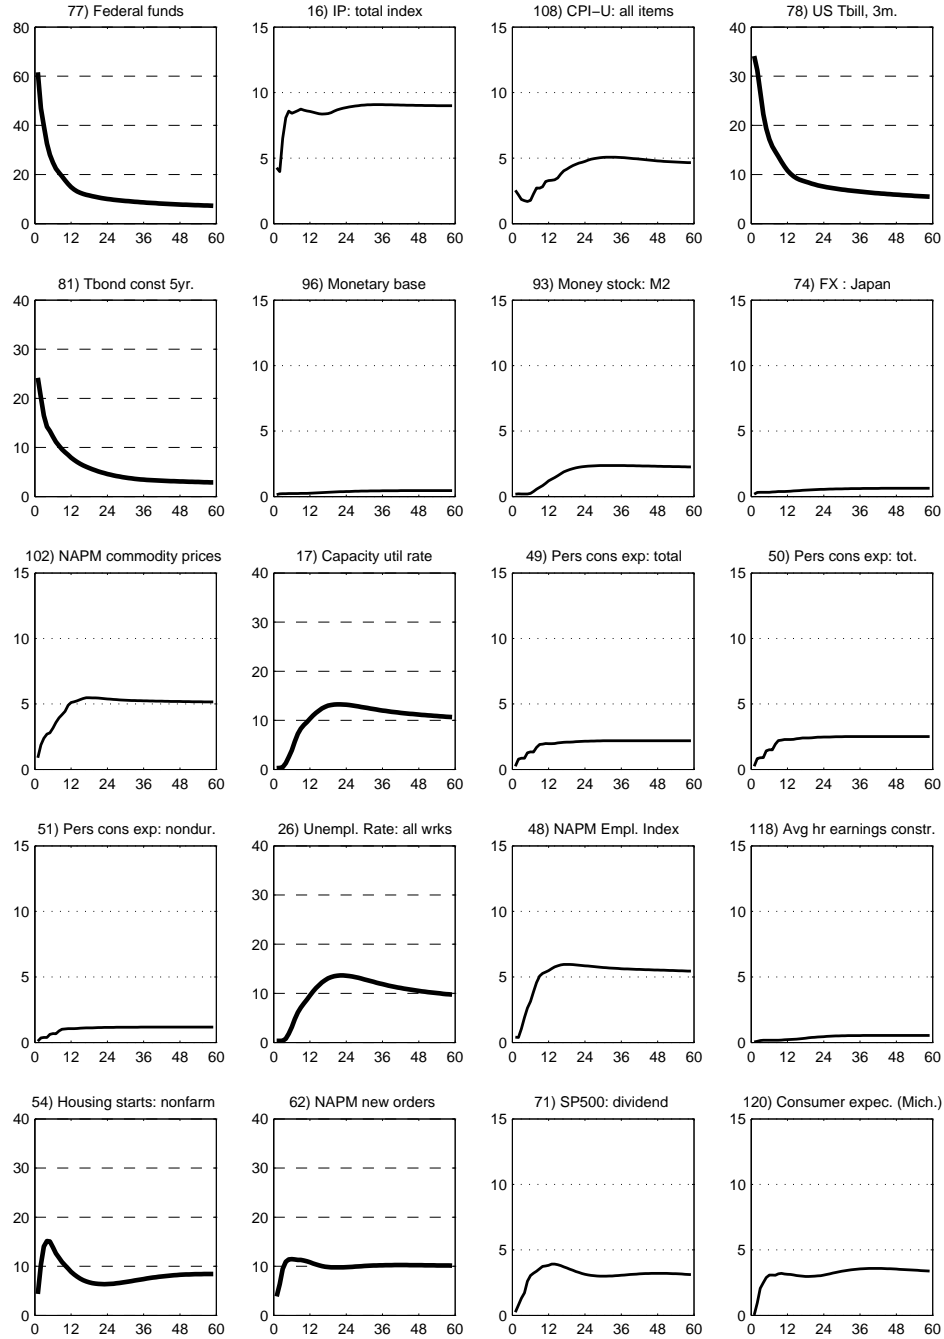 77) Federal funds
16) IP: total index
108) CPI−U: all items
78) US Tbill, 3m.
80
60
40
20
0
0 12 24 36 48 60
15
10
5
0
0 12 24 36 48 60
15
10
5
0
0 12 24 36 48 60
40
30
20
10
0
0 12 24 36 48 60
81) Tbond const 5yr.
96) Monetary base
93) Money stock: M2
74) FX : Japan
40
30
20
10
0
0 12 24 36 48 60
15
10
5
0
0 12 24 36 48 60
15
10
5
0
0 12 24 36 48 60
15
10
5
0
0 12 24 36 48 60
102) NAPM commodity prices
17) Capacity util rate
49) Pers cons exp: total
50) Pers cons exp: tot.
15
10
5
0
0 12 24 36 48 60
40
30
20
10
0
0 12 24 36 48 60
15
10
5
0
0 12 24 36 48 60
15
10
5
0
0 12 24 36 48 60
51) Pers cons exp: nondur.
26) Unempl. Rate: all wrks
48) NAPM Empl. Index
118) Avg hr earnings constr.
15
10
5
0
0 12 24 36 48 60
40
30
20
10
0
0 12 24 36 48 60
15
10
5
0
0 12 24 36 48 60
15
10
5
0
0 12 24 36 48 60
54) Housing starts: nonfarm
62) NAPM new orders
71) SP500: dividend
120) Consumer expec. (Mich.)
40
30
20
10
0
0 12 24 36 48 60
40
30
20
10
0
0 12 24 36 48 60
15
10
5
0
0 12 24 36 48 60
15
10
5
0
0 12 24 36 48 60